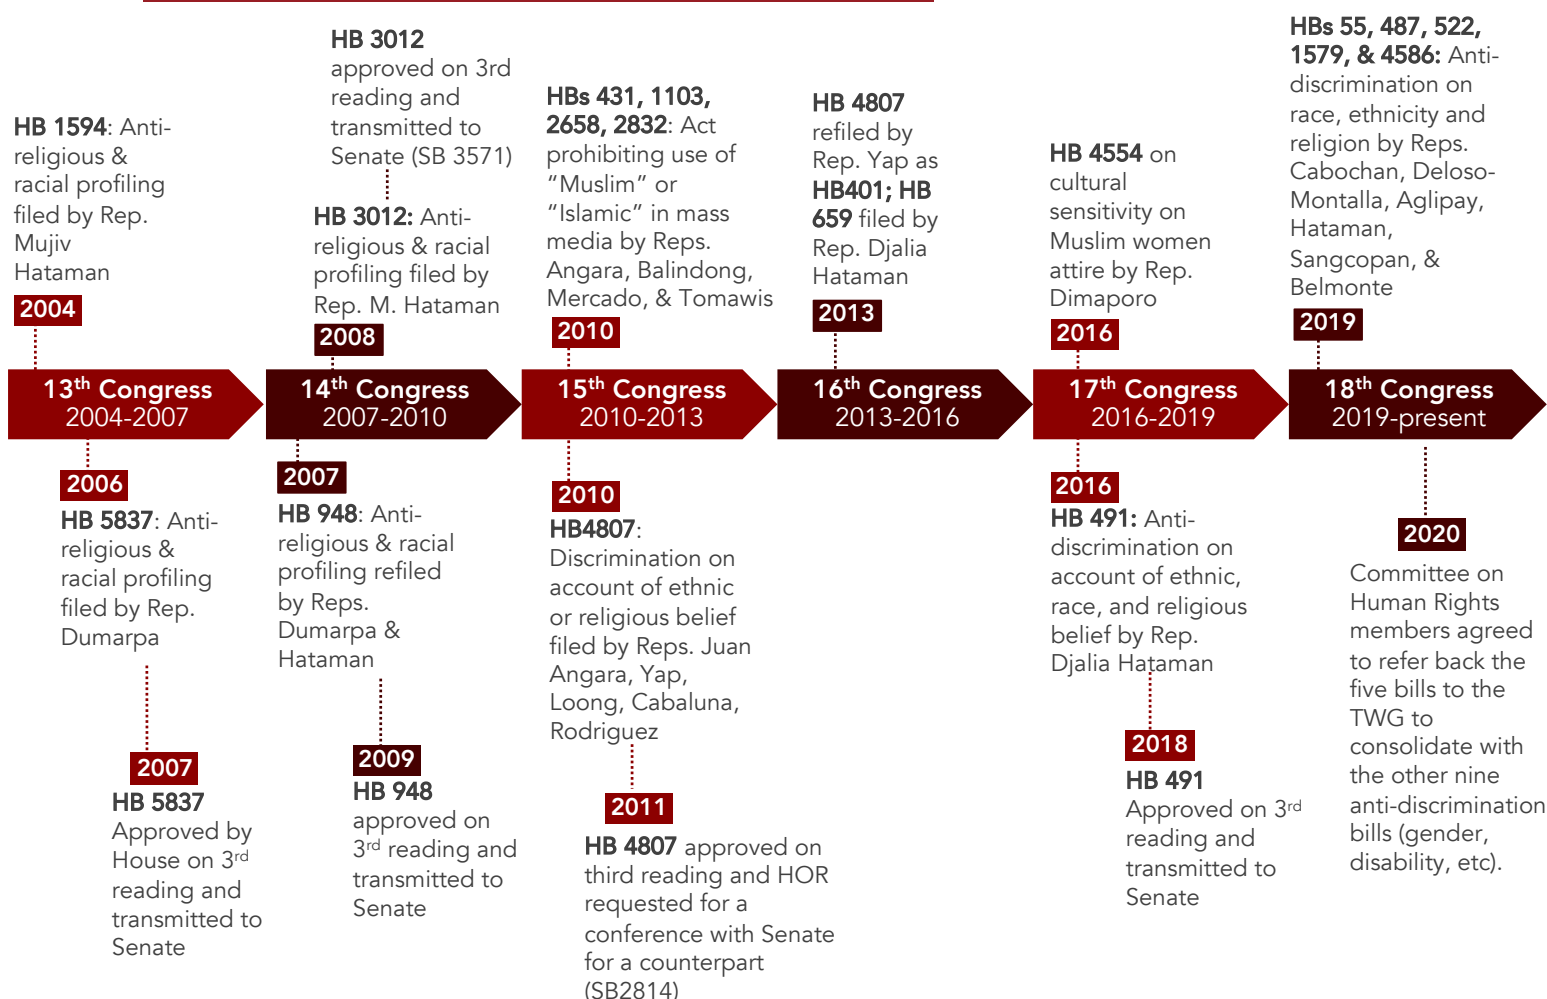 HB 1594: Anti-
religious &
racial profiling
filed by Rep.
Mujiv
Hataman
2004
HB 3012
approved on 3rd
reading and
transmitted to
Senate (SB 3571)
HB 3012: Anti-
religious & racial
profiling filed by
Rep. M. Hataman
2008
HBs 431, 1103,
2658, 2832: Act
prohibiting use of
“Muslim” or
“Islamic” in mass
media by Reps.
Angara, Balindong,
Mercado, & Tomawis
2010
HB 4807
refiled by
Rep. Yap as
HB401; HB
659 filed by
Rep. Djalia
Hataman
2013
HB 4554 on
cultural
sensitivity on
Muslim women
attire by Rep.
Dimaporo
2016
HBs 55, 487, 522,
1579, & 4586: Anti-
discrimination on
race, ethnicity and
religion by Reps.
Cabochan, Deloso-
Montalla, Aglipay,
Hataman,
Sangcopan, &
Belmonte
2019
13th Congress
2004-2007
14th Congress
2007-2010
15th Congress
2010-2013
16th Congress
2013-2016
17th Congress
2016-2019
18th Congress
2019-present
2006
HB 5837: Anti-
religious &
racial profiling
filed by Rep.
Dumarpa
2007
HB 5837
Approved by
House on 3rd
reading and
transmitted to
Senate
2007
HB 948: Anti-
religious & racial
profiling refiled
by Reps.
Dumarpa &
Hataman
2009
HB 948
approved on
3rd reading and
transmitted to
Senate
2010
HB4807:
Discrimination on
account of ethnic
or religious belief
filed by Reps. Juan
Angara, Yap,
Loong, Cabaluna,
Rodriguez
2011
HB 4807 approved on
third reading and HOR
requested for a
conference with Senate
for a counterpart
(SB2814)
2016
HB 491: Anti-
discrimination on
account of ethnic,
race, and religious
belief by Rep.
Djalia Hataman
2018
HB 491
Approved on 3rd
reading and
transmitted to
Senate
2020
Committee on
Human Rights
members agreed
to refer back the
five bills to the
TWG to
consolidate with
the other nine
anti-discrimination
bills (gender,
disability, etc).